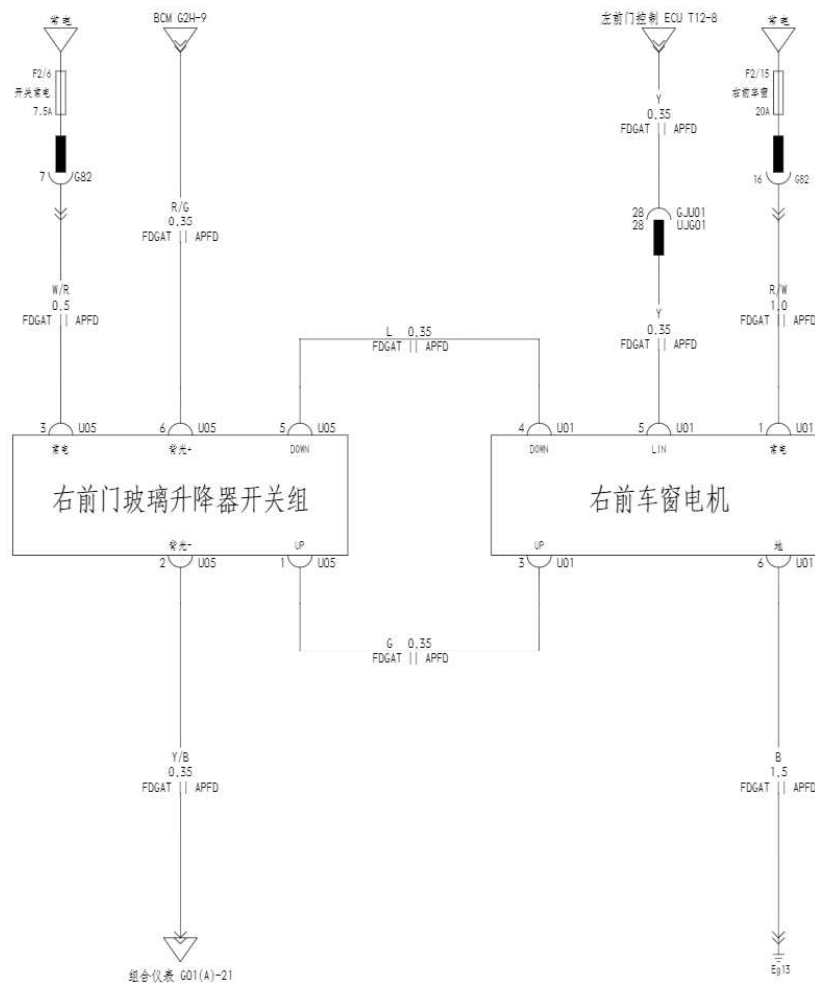 常电
BCM G2H-9
左前门控制 ECU T12-8
常电
F2/6
开关常电
7.5A
F2/15
右前车窗
20A
Y
0.35
FDGAT || APFD
7 G82
16 G82
28 GJU01
28 UJG01
R/G
0.35
FDGAT || APFD
W/R
0.5
FDGAT || APFD
Y
0.35
FDGAT || APFD
R/W
1.0
FDGAT || APFD
L 0.35
FDGAT || APFD
3 U05
6 U05
5 U05
4 U01
5 U01
1 U01
常电
背光+
DOWN
DOWN
LIN
常电
右前门玻璃升降器开关组
右前车窗电机
背光-
UP
UP
地
2 U05
1 U05
3 U01
6 U01
G 0.35
FDGAT || APFD
Y/B
0.35
FDGAT || APFD
B
1.5
FDGAT || APFD
组合仪表 G01(A)-21
Eg13